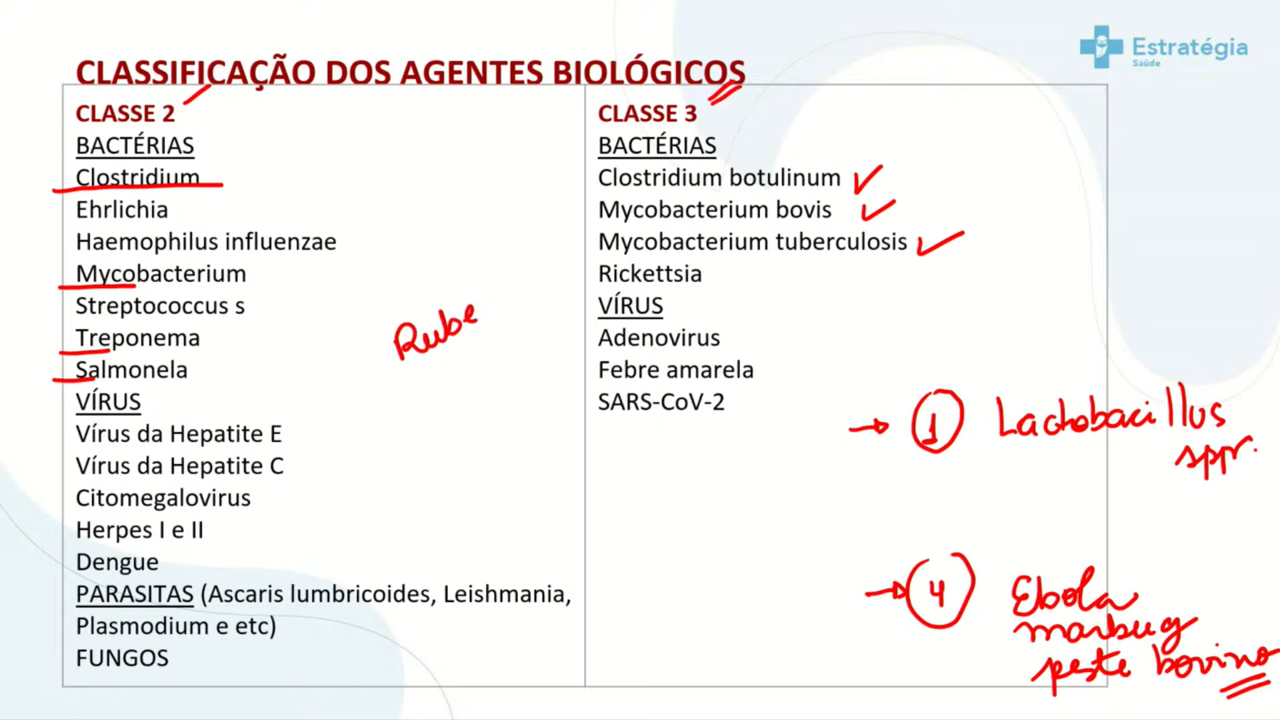 Estratégia
Saúde
CLASSIFICAÇÃO DOS AGENTES BIOLÓGICOS
CLASSE 2
BACTÉRIAS
Clostridium
Ehrlichia
Haemophilus influenzae
Mycobacterium
Streptococcus s
Treponema
Salmonela
VÍRUS
Vírus da Hepatite E
Vírus da Hepatite C
Citomegalovirus
Herpes I e II
Dengue
PARASITAS (Ascaris lumbricoides, Leishmania,
Plasmodium e etc)
FUNGOS
Rube
CLASSE 3
BACTÉRIAS
Clostridium botulinum
Mycobacterium bovis
Mycobacterium tuberculosis
Rickettsia
VÍRUS
Adenovirus
Febre amarela
SARS-CoV-2
1 Lactobacillus
spp.
4 Ebola
marbug
peste bovina